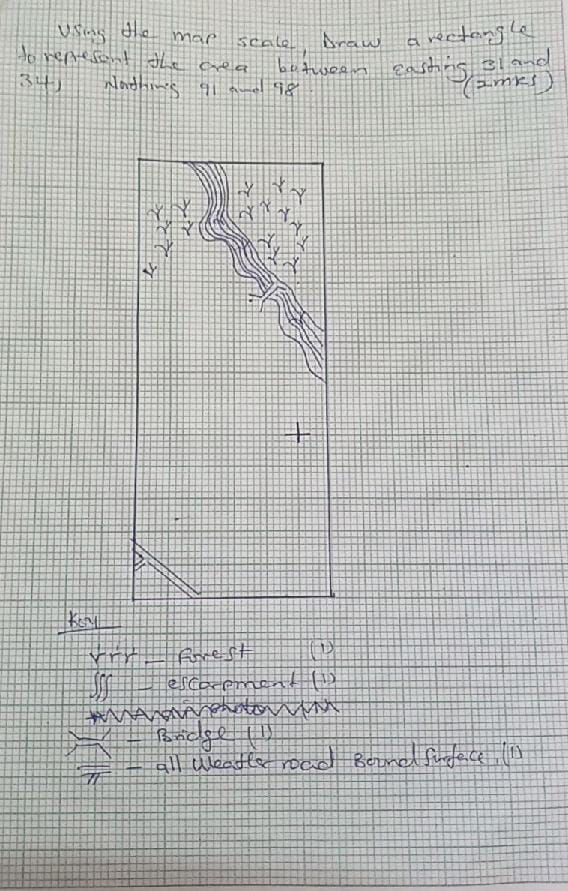 Using the map scale, Draw a rectangle
to represent the area between easting 31 and
34, Northings 91 and 98. (2mks)
Key
- Forest (1)
- escarpment (1)
- Bridge (1)
- all Weather road Bound Surface. (1)